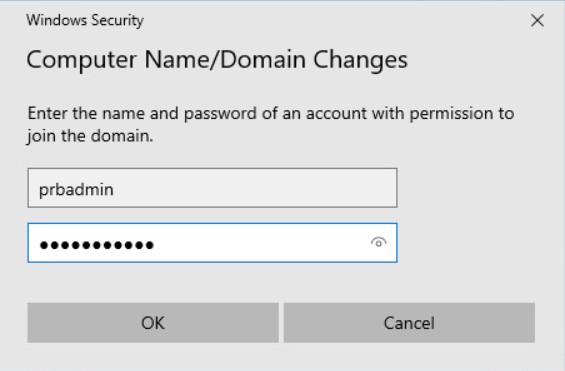 Windows Security
Computer Name/Domain Changes
Enter the name and password of an account with permission to
join the domain.
prbadmin
●●●●●●●●●●●
OK
Cancel